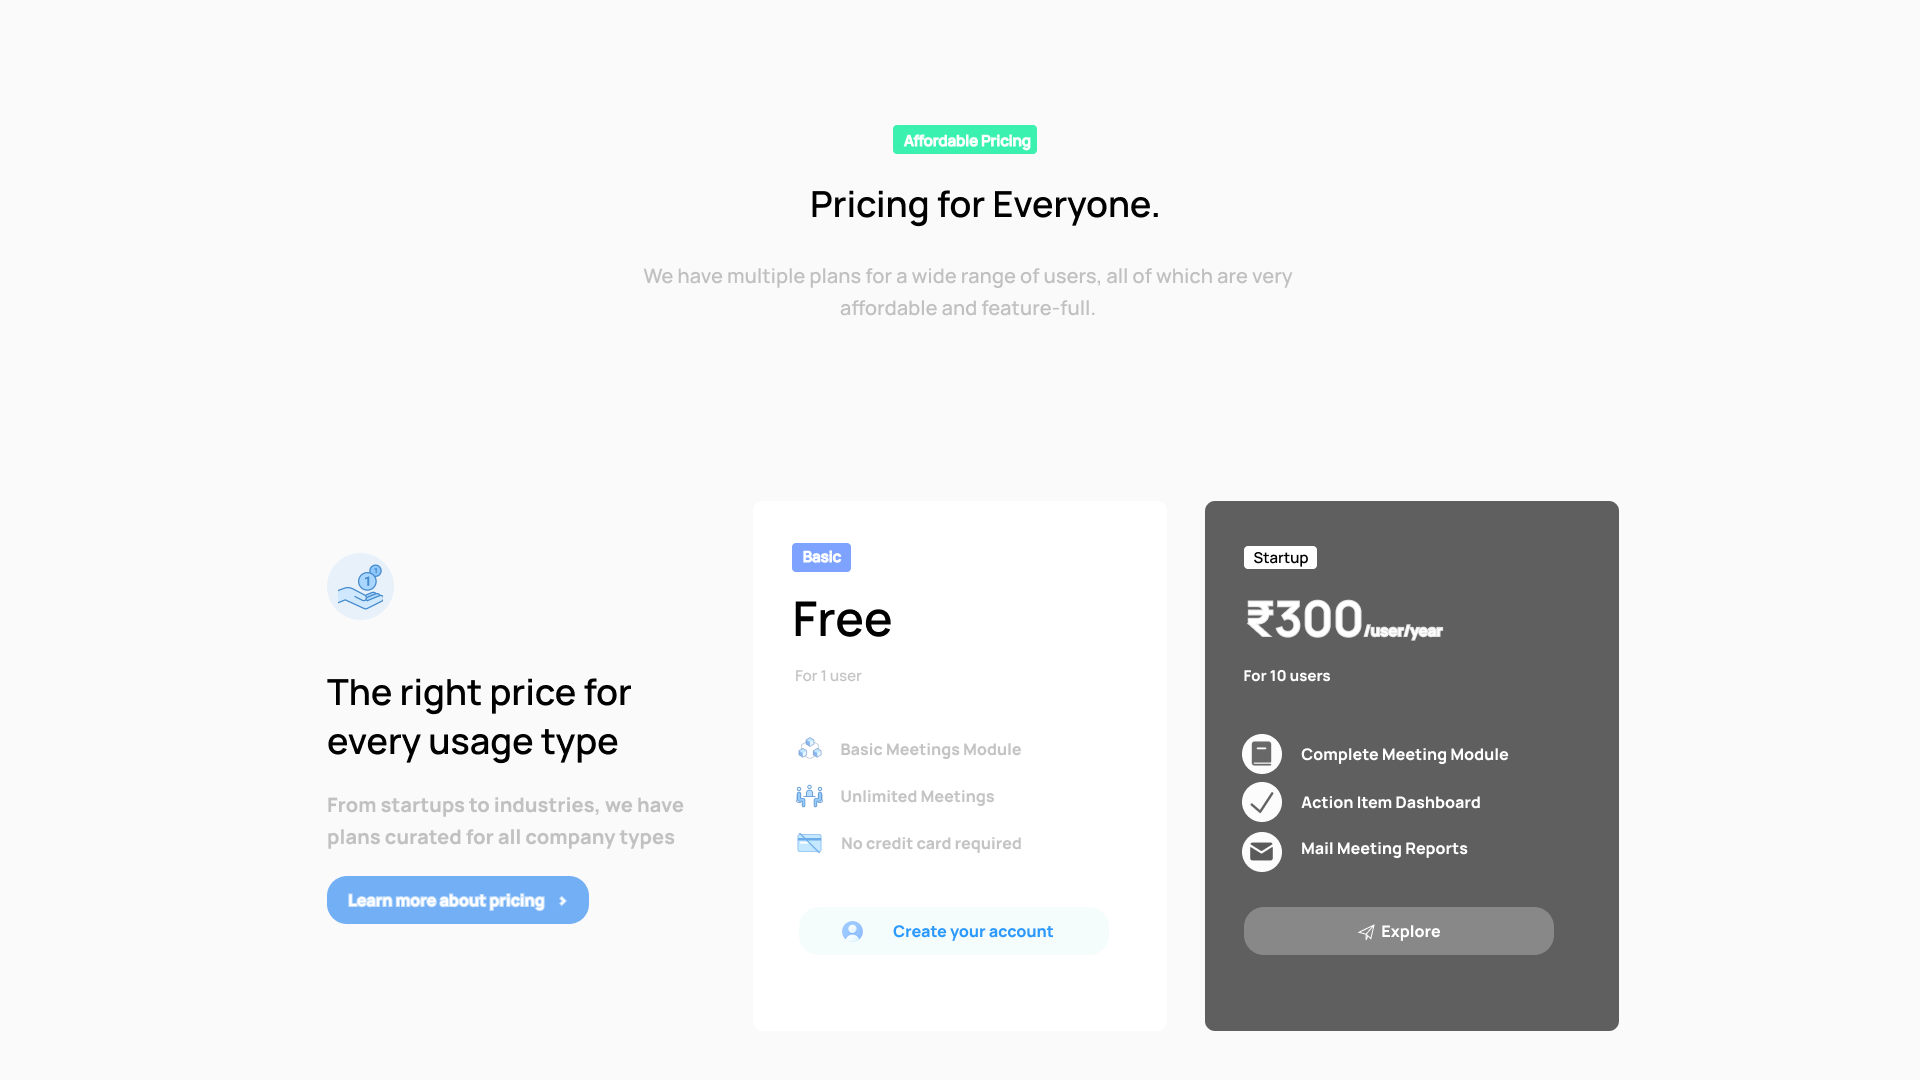 Affordable Pricing
Pricing for Everyone.
We have multiple plans for a wide range of users, all of which are very
affordable and feature-full.
1
1
The right price for
every usage type
From startups to industries, we have
plans curated for all company types
Learn more about pricing
Basic
Free
For 1 user
Basic Meetings Module
Unlimited Meetings
No credit card required
Create your account
Startup
₹300/user/year
For 10 users
Complete Meeting Module
Action Item Dashboard
Mail Meeting Reports
Explore